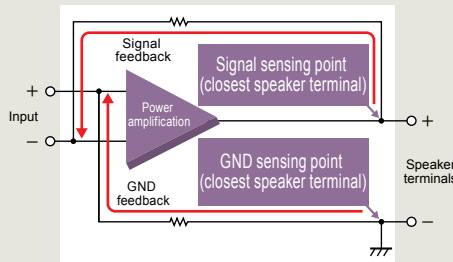 Signal
feedback
Signal sensing point
(closest speaker terminal)
+
Input
−
Power
amplification
+
GND sensing point
(closest speaker terminal)
Speaker
terminals
GND
feedback
−